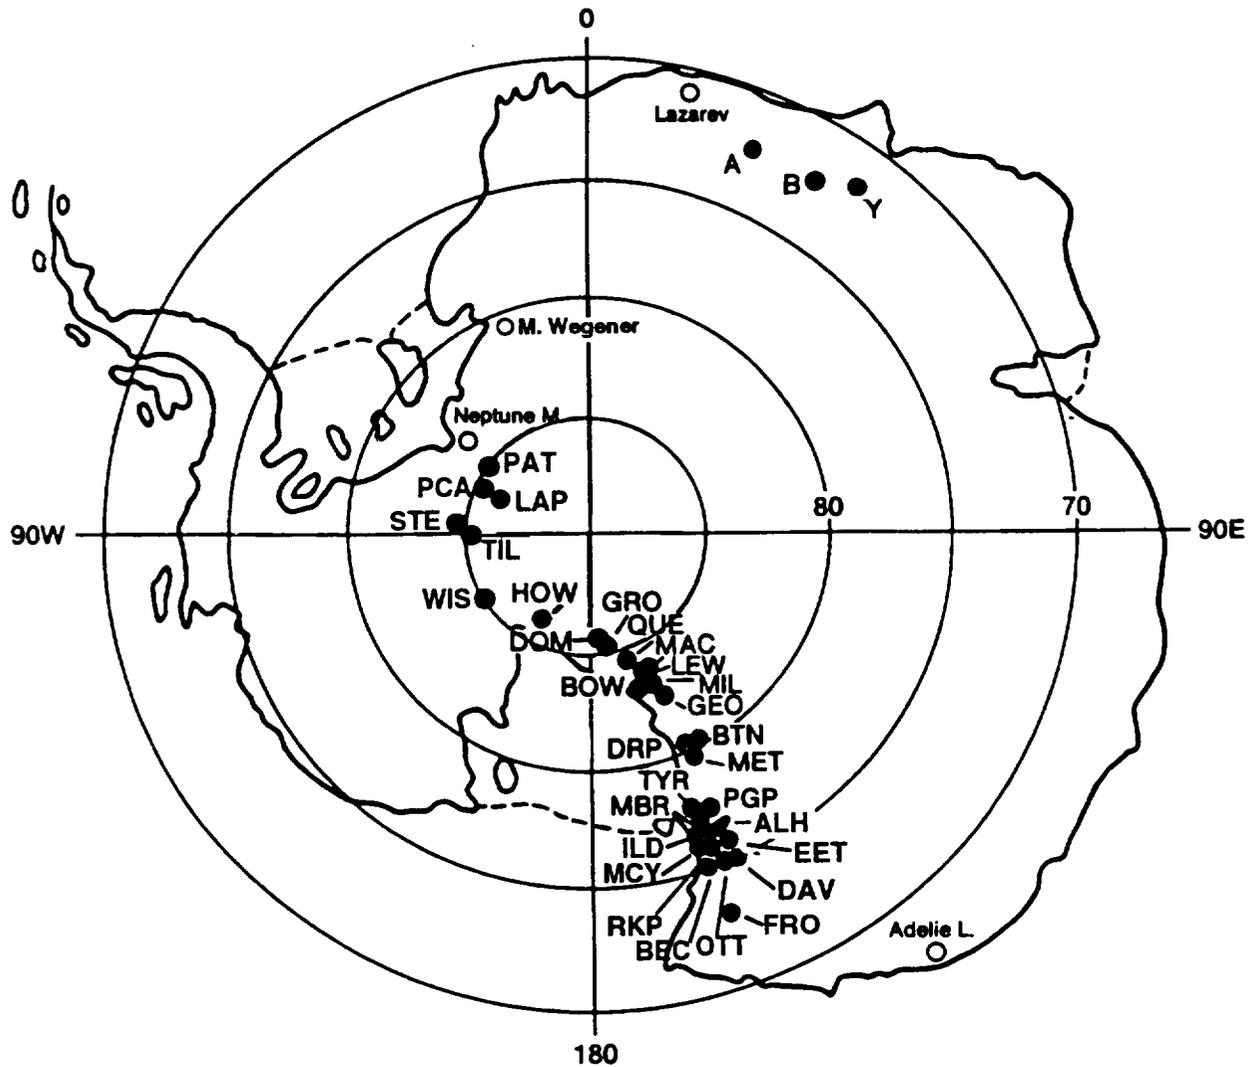 0
Lazarev
A
B
Y
M. Wegener
Neptune M
PAT
PCA
LAP
STE
80
70
90W
90E
TIL
WIS
HOW
GRO
QUE
DOM
MAC
LEW
BOW
MIL
GEO
BTN
DRP
MET
TYR
MBR
PGP
ALH
ILD
EET
MCY
DAV
RKP
FRO
BEC
OTT
Adelie L.
180